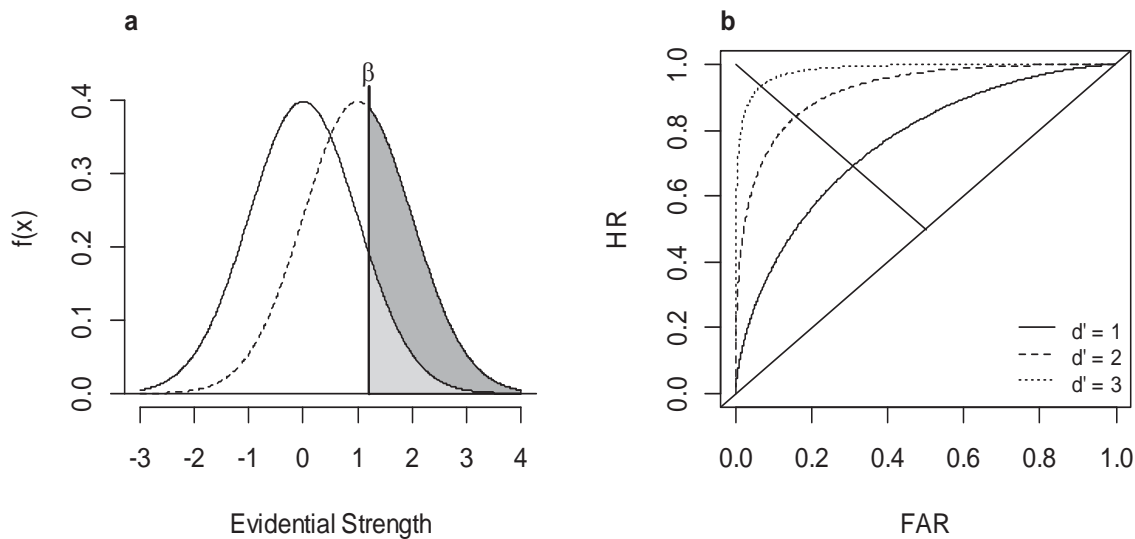 a
β
f(x)
0.4
0.3
0.2
0.1
0.0
-3 -2 -1 0 1 2 3 4
Evidential Strength
b
HR
1.0
0.8
0.6
0.4
0.2
0.0
d' = 1
d' = 2
d' = 3
0.0 0.2 0.4 0.6 0.8 1.0
FAR